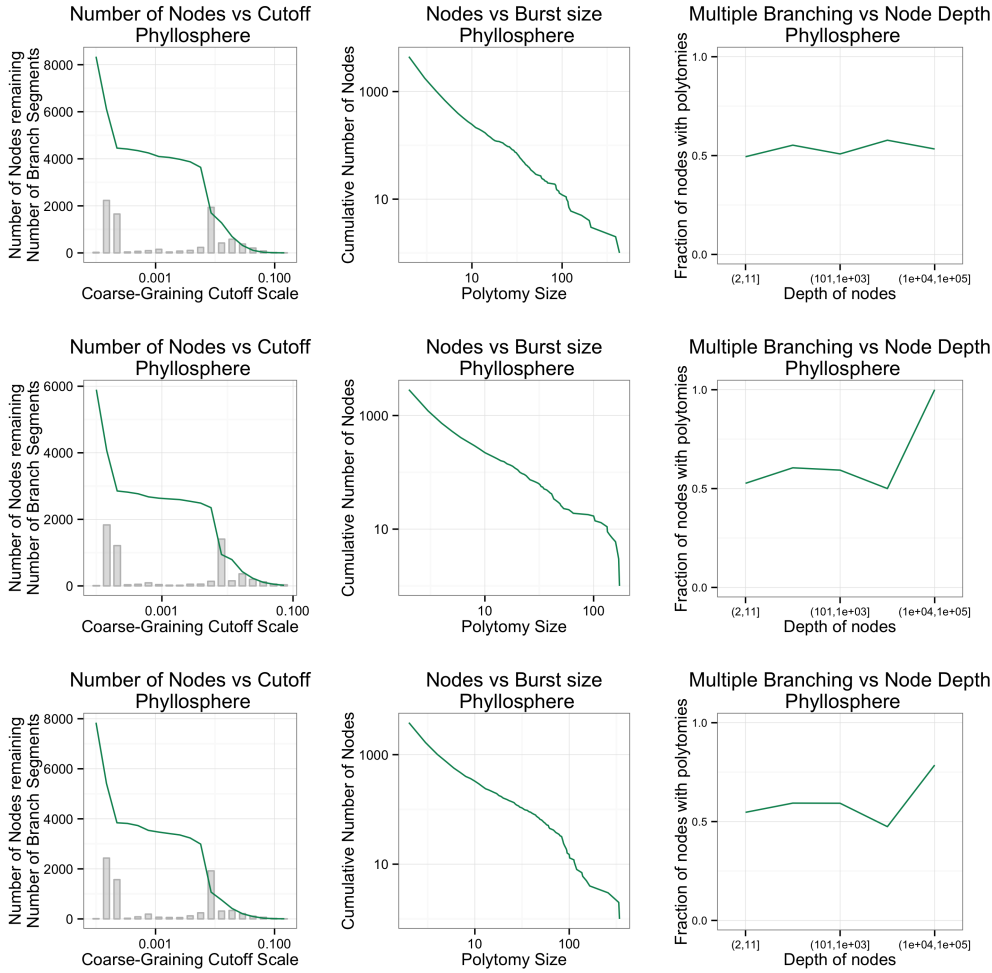 Number of Nodes vs Cutoff
Phyllosphere
Number of Nodes remaining
Number of Branch Segments
8000
6000
4000
2000
0
0.001
0.100
Coarse-Graining Cutoff Scale
Nodes vs Burst size
Phyllosphere
Cumulative Number of Nodes
1000
10
10
100
Polytomy Size
Multiple Branching vs Node Depth
Phyllosphere
Fraction of nodes with polytomies
1.0
0.5
0.0
(2,11]
(101,1e+03]
(1e+04,1e+05]
Depth of nodes
Number of Nodes vs Cutoff
Phyllosphere
Number of Nodes remaining
Number of Branch Segments
6000
4000
2000
0
0.001
0.100
Coarse-Graining Cutoff Scale
Nodes vs Burst size
Phyllosphere
Cumulative Number of Nodes
1000
10
10
100
Polytomy Size
Multiple Branching vs Node Depth
Phyllosphere
Fraction of nodes with polytomies
1.0
0.5
0.0
(2,11]
(101,1e+03]
(1e+04,1e+05]
Depth of nodes
Number of Nodes vs Cutoff
Phyllosphere
Number of Nodes remaining
Number of Branch Segments
8000
6000
4000
2000
0
0.001
0.100
Coarse-Graining Cutoff Scale
Nodes vs Burst size
Phyllosphere
Cumulative Number of Nodes
1000
10
10
100
Polytomy Size
Multiple Branching vs Node Depth
Phyllosphere
Fraction of nodes with polytomies
1.0
0.5
0.0
(2,11]
(101,1e+03]
(1e+04,1e+05]
Depth of nodes